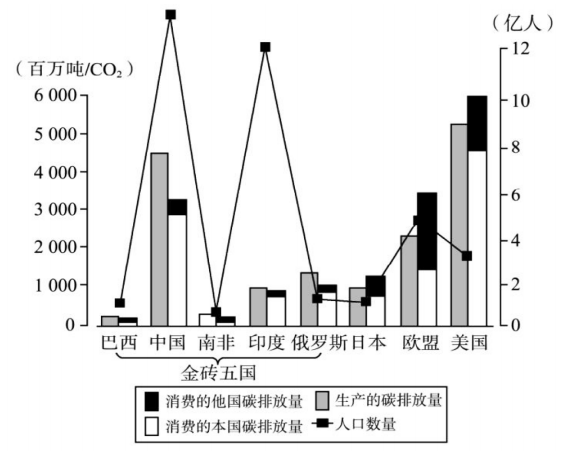 (亿人)
(百万吨/CO₂)
6 000
5 000
4 000
3 000
2 000
1 000
0
12
10
8
6
4
2
0
巴西 中国 南非 印度 俄罗斯 日本 欧盟 美国
金砖五国
消费的他国碳排放量 生产的碳排放量
消费的本国碳排放量 人口数量